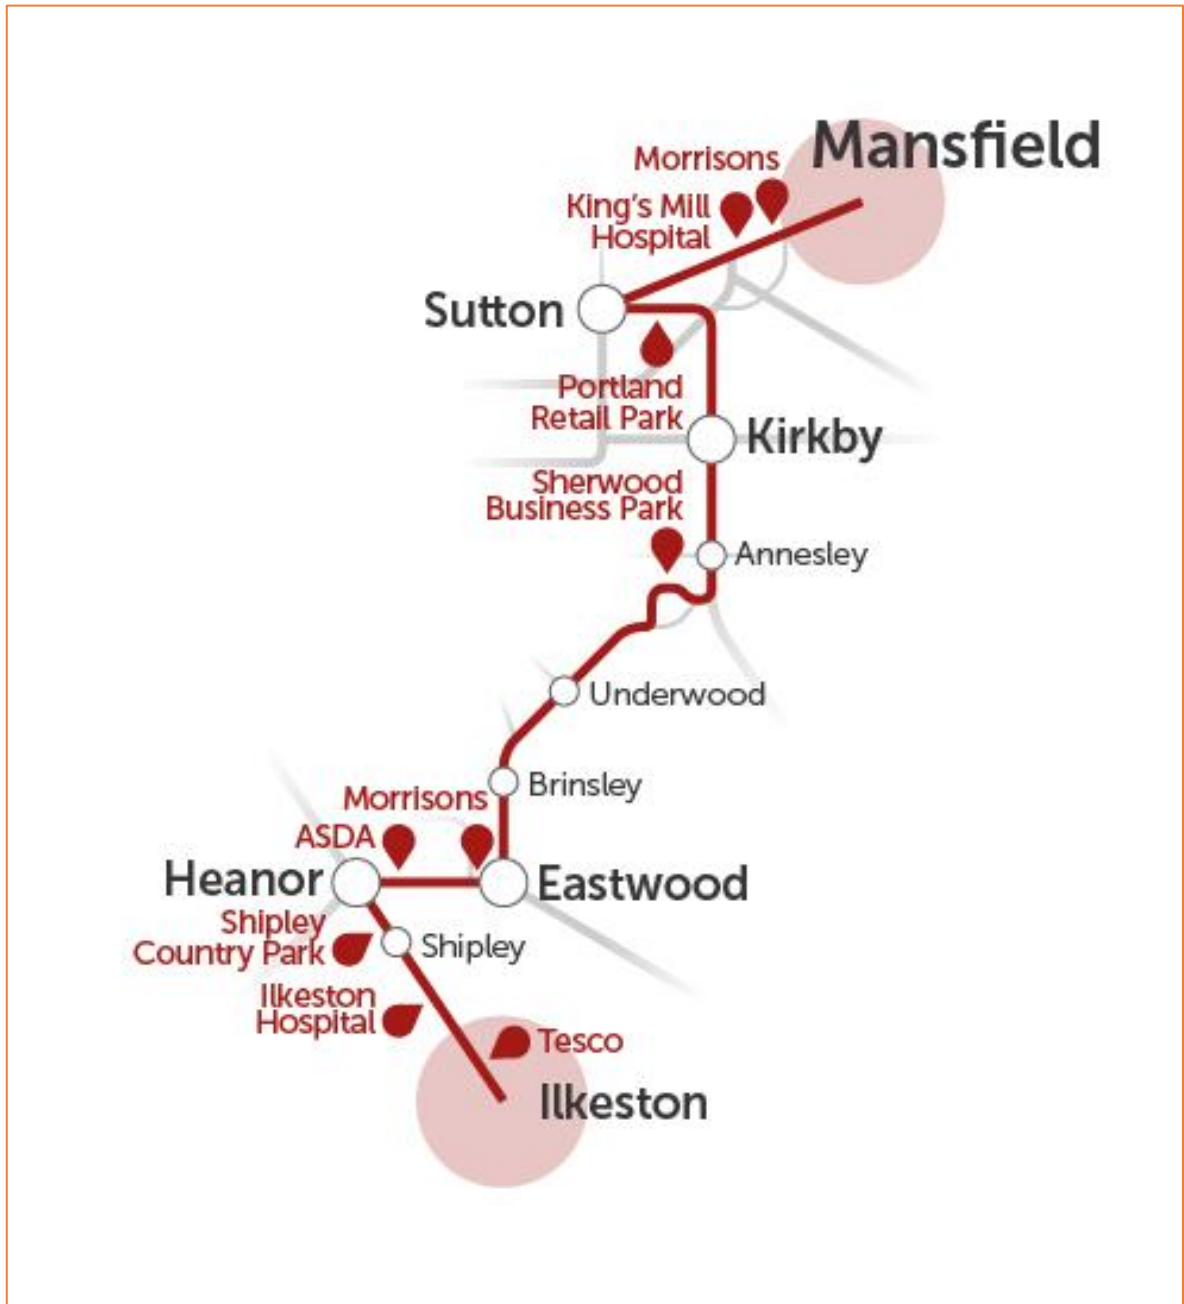 Mansfield
Morrisons
King's Mill
Hospital
Sutton
Portland
Retail Park
Kirkby
Sherwood
Business Park
Annesley
Underwood
Brinsley
Morrisons
ASDA
Heanor
Eastwood
Shipley
Country Park
Shipley
Ilkeston
Hospital
Tesco
Ilkeston